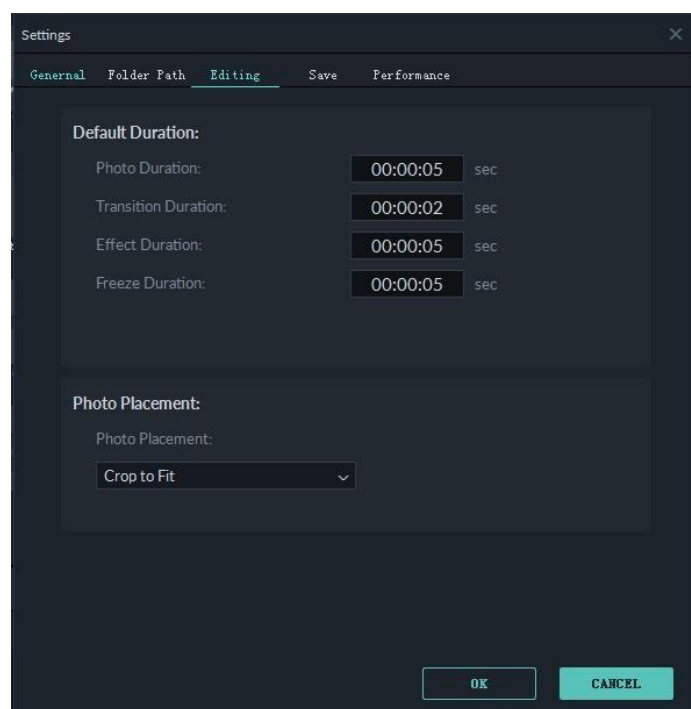 Settings
Genernal Folder Path Editing Save Performance
Default Duration:
Photo Duration: 00:00:05 sec
Transition Duration: 00:00:02 sec
Effect Duration: 00:00:05 sec
Freeze Duration: 00:00:05 sec
Photo Placement:
Photo Placement:
Crop to Fit
OK CANCEL